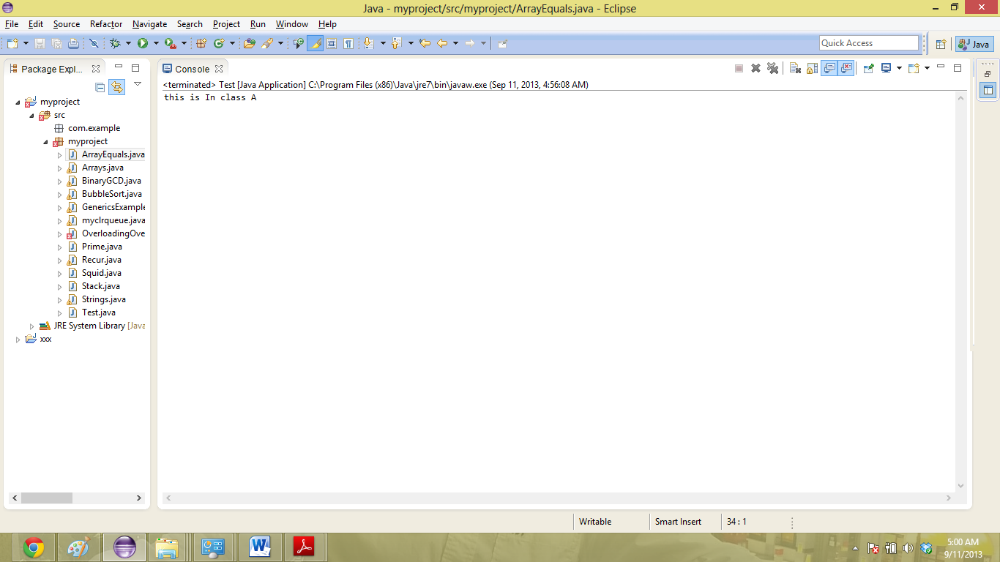 Java - myproject/src/myproject/ArrayEquals.java - Eclipse
File Edit Source Refactor Navigate Search Project Run Window Help
Quick Access
Java
Package Expl...
Console
<terminated> Test [Java Application] C:\Program Files (x86)\Java\jre7\bin\javaw.exe (Sep 11, 2013, 4:56:08 AM)
this is In class A
myproject
src
com.example
myproject
ArrayEquals.java
Arrays.java
BinaryGCD.java
BubbleSort.java
GenericsExample
myclrqueue.java
OverloadingOve
Prime.java
Recur.java
Squid.java
Stack.java
Strings.java
Test.java
JRE System Library [Java
xxx
Writable Smart Insert 34 : 1
5:00 AM
9/11/2013